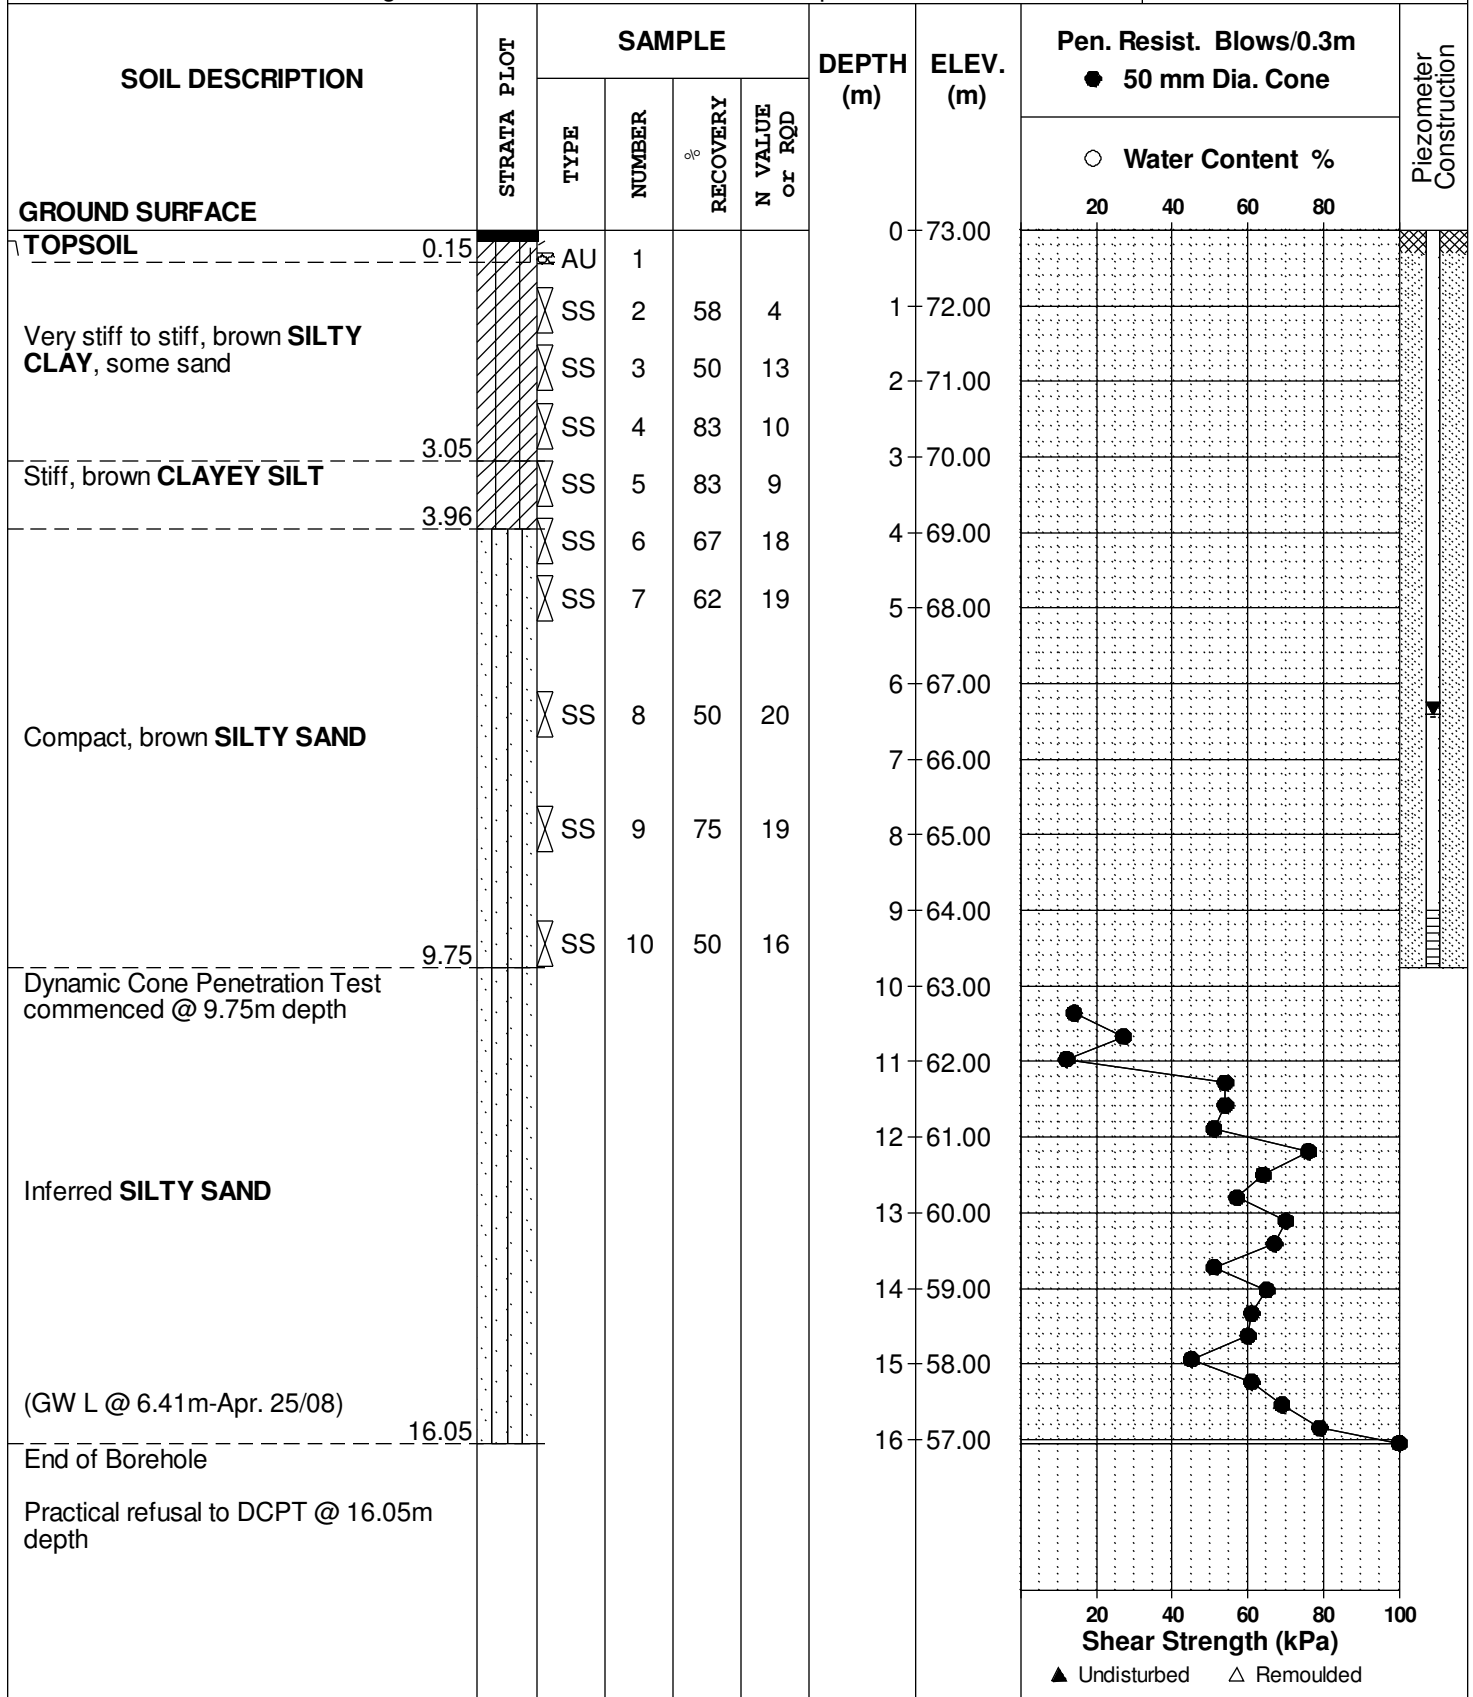 SOIL DESCRIPTION
GROUND SURFACE
STRATA PLOT
SAMPLE
TYPE
NUMBER
%
RECOVERY
N VALUE
or RQD
DEPTH
(m)
ELEV.
(m)
Pen. Resist. Blows/0.3m
● 50 mm Dia. Cone
○ Water Content %
20 40 60 80
Piezometer
Construction
TOPSOIL 0.15
Very stiff to stiff, brown SILTY
CLAY, some sand
3.05
Stiff, brown CLAYEY SILT
3.96
Compact, brown SILTY SAND
9.75
Dynamic Cone Penetration Test
commenced @ 9.75m depth
Inferred SILTY SAND
(GW L @ 6.41m-Apr. 25/08)
16.05
End of Borehole
Practical refusal to DCPT @ 16.05m
depth
AU 1
SS 2 58 4
SS 3 50 13
SS 4 83 10
SS 5 83 9
SS 6 67 18
SS 7 62 19
SS 8 50 20
SS 9 75 19
SS 10 50 16
0 73.00
1 72.00
2 71.00
3 70.00
4 69.00
5 68.00
6 67.00
7 66.00
8 65.00
9 64.00
10 63.00
11 62.00
12 61.00
13 60.00
14 59.00
15 58.00
16 57.00
20 40 60 80 100
Shear Strength (kPa)
▲ Undisturbed △ Remoulded